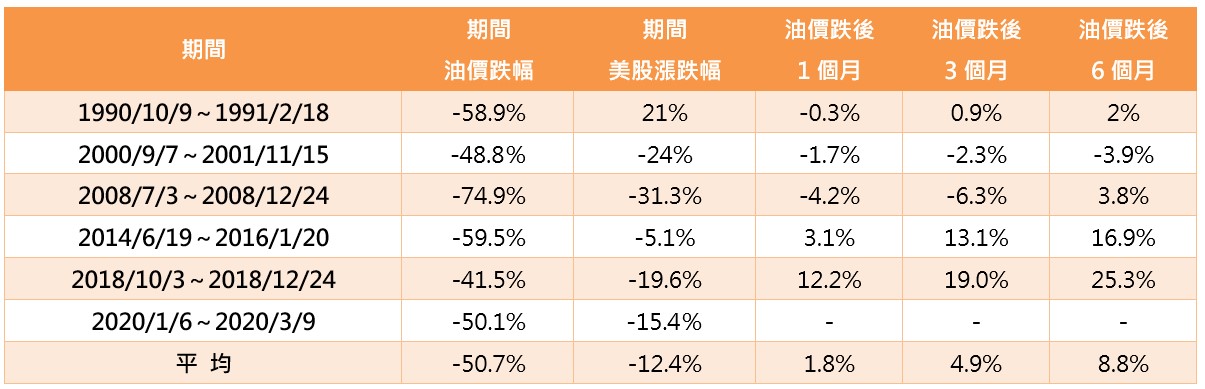 期間 期間 油價跌幅 期間 美股漲跌幅 油價跌後 1 個月 油價跌後 3 個月 油價跌後 6 個月
1990/10/9～1991/2/18 -58.9% 21% -0.3% 0.9% 2%
2000/9/7～2001/11/15 -48.8% -24% -1.7% -2.3% -3.9%
2008/7/3～2008/12/24 -74.9% -31.3% -4.2% -6.3% 3.8%
2014/6/19～2016/1/20 -59.5% -5.1% 3.1% 13.1% 16.9%
2018/10/3～2018/12/24 -41.5% -19.6% 12.2% 19.0% 25.3%
2020/1/6～2020/3/9 -50.1% -15.4% - - -
平 均 -50.7% -12.4% 1.8% 4.9% 8.8%